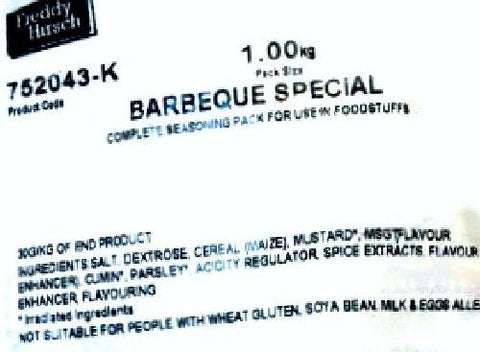 Freddy
Hirsch
752043-K
Product Code
1.00kg
Pack Size
BARBEQUE SPECIAL
COMPLETE SEASONING PACK FOR USE IN FOODSTUFFS
30G/KG OF END PRODUCT
INGREDIENTS SALT, DEXTROSE, CEREAL (MAIZE), MUSTARD*, MSG(FLAVOUR
ENHANCER), CUMIN*, PARSLEY*, ACIDITY REGULATOR, SPICE EXTRACTS, FLAVOUR
ENHANCER, FLAVOURING
* Irradiated Ingredients
NOT SUITABLE FOR PEOPLE WITH WHEAT GLUTEN, SOYA BEAN, MILK & EGGS ALLE